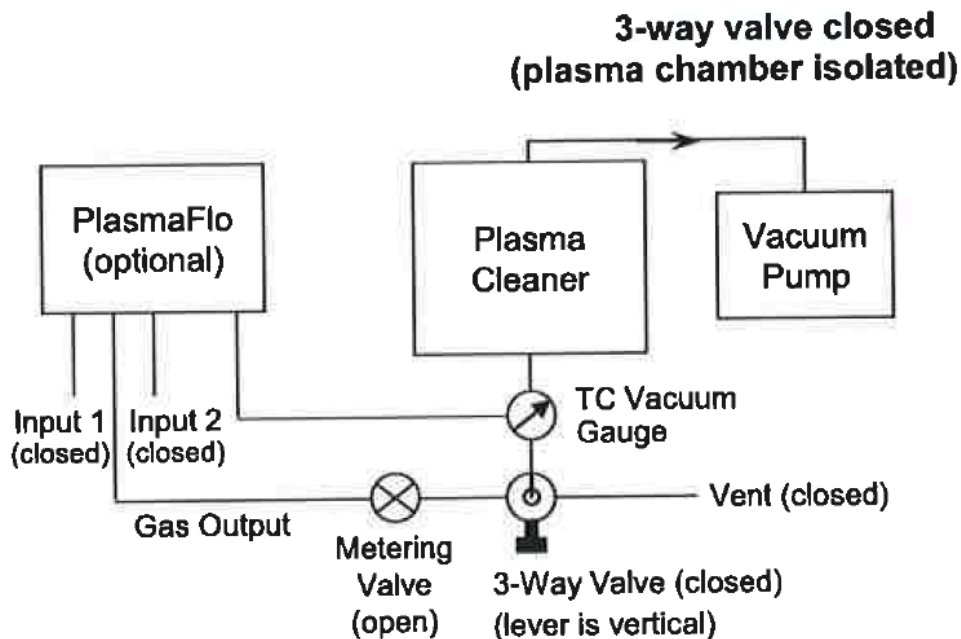 3-way valve closed
(plasma chamber isolated)
PlasmaFlo
(optional)
Plasma
Cleaner
Vacuum
Pump
Input 1
(closed)
Input 2
(closed)
TC Vacuum
Gauge
Gas Output
Metering
Valve
(open)
Vent (closed)
3-Way Valve (closed)
(lever is vertical)